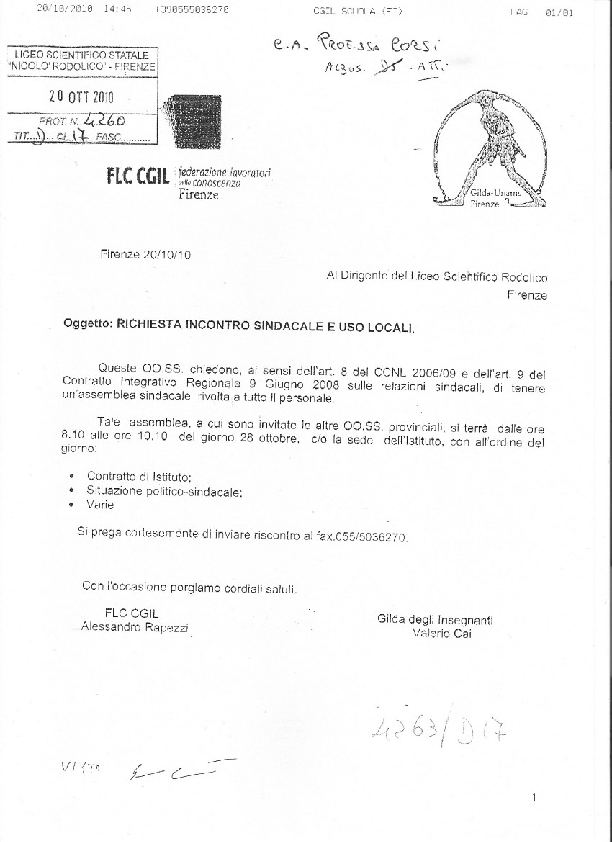 20/10/2010 14:45 +390555036270 CGIL SCUOLA (FI) PAG 01/01
C.A. PROF.SSA CORSI
LICEO SCIENTIFICO STATALE
"NICOLO' RODOLICO" - FIRENZE
20 OTT 2010
PROT. N. 4260
TIT. D CL 17 FASC.
FLC CGIL
federazione lavoratori
della conoscenza
Firenze
Gilda-Unams
Firenze
Firenze 20/10/10
Al Dirigente del Liceo Scientifico Rodolico
Firenze
Oggetto: RICHIESTA INCONTRO SINDACALE E USO LOCALI.
Queste OO.SS. chiedono, ai sensi dell'art. 8 del CCNL 2006/09 e dell'art. 9 del
Contratto Integrativo Regionale 9 Giugno 2008 sulle relazioni sindacali, di tenere
un'assemblea sindacale rivolta a tutto il personale.
Tale assemblea, a cui sono invitate le altre OO.SS. provinciali, si terrà dalle ore
8.10 alle ore 10.10 del giorno 28 ottobre, c/o la sede dell'Istituto, con all'ordine del
giorno:
• Contratto di Istituto;
• Situazione politico-sindacale;
• Varie
Si prega cortesemente di inviare riscontro al fax.055/5036270.
Con l'occasione porgiamo cordiali saluti.
FLC CGIL
Alessandro Rapezzi
Gilda degli Insegnanti
Valerio Cai
4263/D17
1